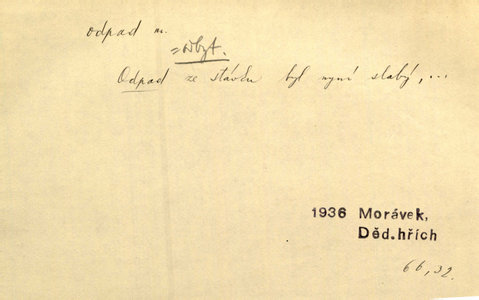 odpad m.
= odbyt.
Odpad ze stávku byl nyní slabý, ...
1936 Morávek,
Děd.hřích
66,32.